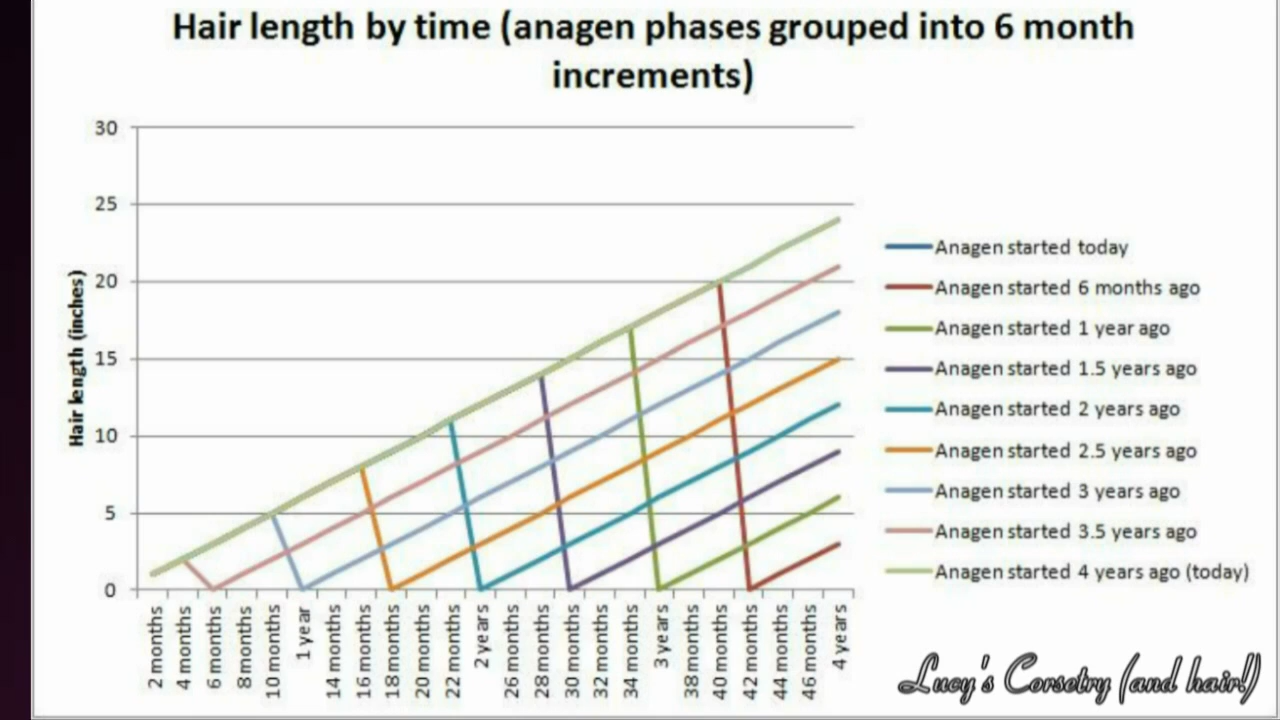 Hair length by time (anagen phases grouped into 6 month
increments)
30
25
20
15
10
5
0
Hair length (inches)
2 months
4 months
6 months
8 months
10 months
1 year
14 months
16 months
18 months
20 months
22 months
2 years
26 months
28 months
30 months
32 months
34 months
3 years
38 months
40 months
42 months
44 months
46 months
4 years
Anagen started today
Anagen started 6 months ago
Anagen started 1 year ago
Anagen started 1.5 years ago
Anagen started 2 years ago
Anagen started 2.5 years ago
Anagen started 3 years ago
Anagen started 3.5 years ago
Anagen started 4 years ago (today)
Lucy's Corsetry (and hair!)